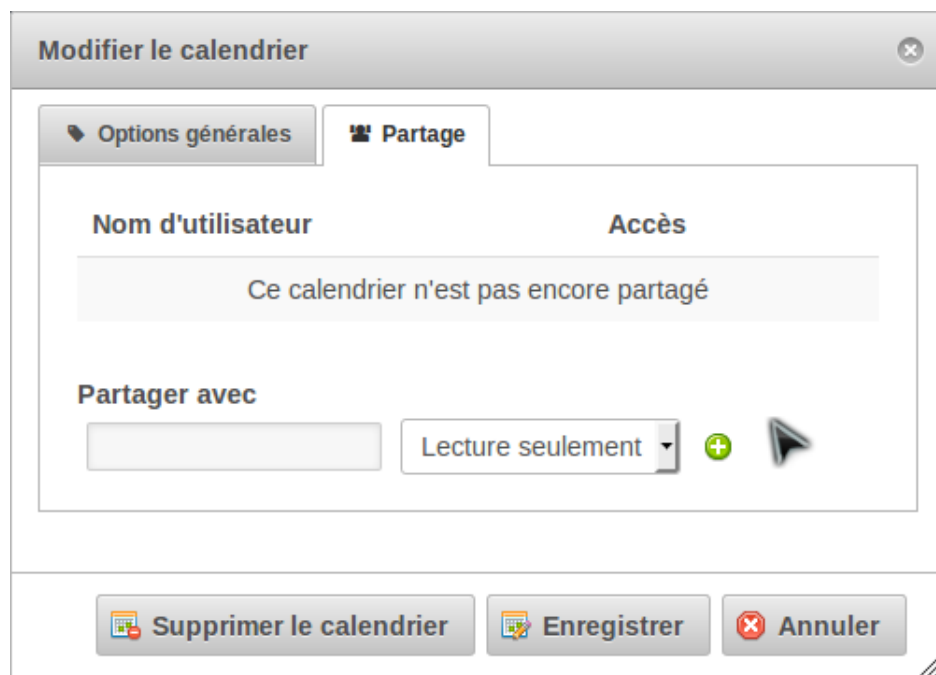 Modifier le calendrier
Options générales Partage
Nom d'utilisateur Accès
Ce calendrier n'est pas encore partagé
Partager avec
Lecture seulement
Supprimer le calendrier Enregistrer Annuler